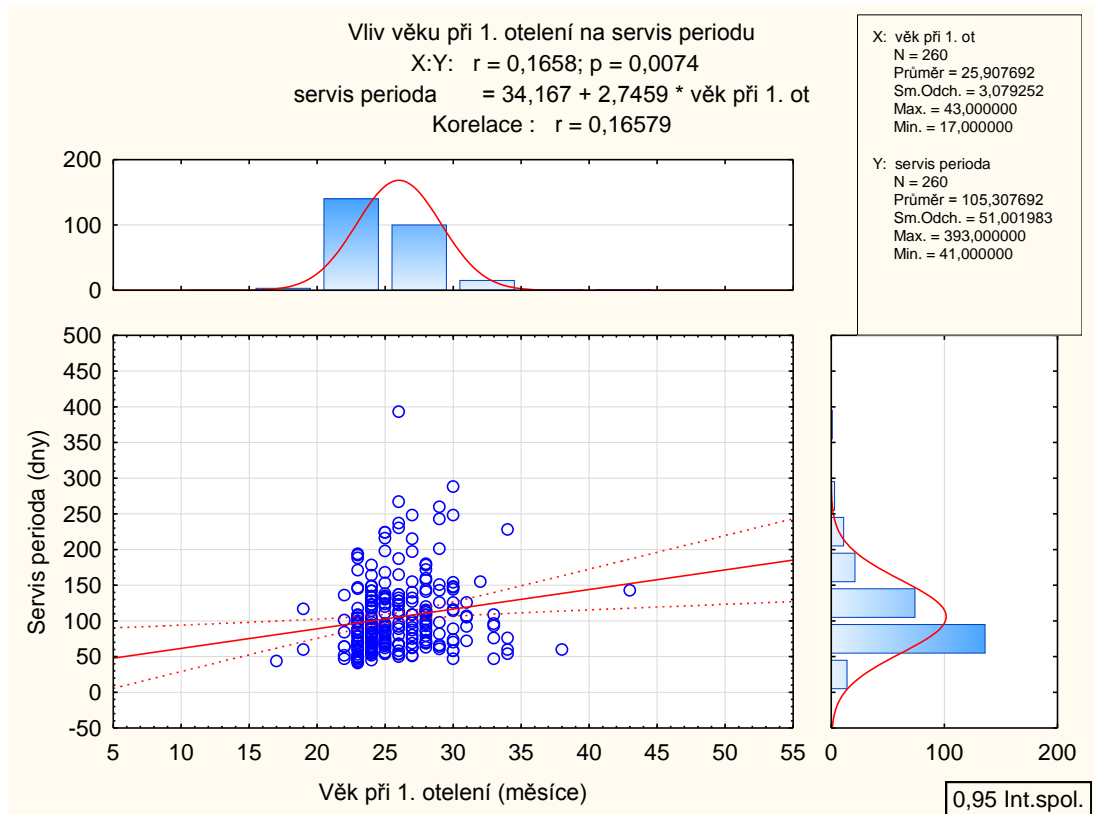 Vliv věku při 1. otelení na servis periodu
X:Y: r = 0,1658; p = 0,0074
servis perioda = 34,167 + 2,7459 * věk při 1. ot
Korelace : r = 0,16579
X: věk při 1. ot
N = 260
Průměr = 25,907692
Sm.Odch. = 3,079252
Max. = 43,000000
Min. = 17,000000
Y: servis perioda
N = 260
Průměr = 105,307692
Sm.Odch. = 51,001983
Max. = 393,000000
Min. = 41,000000
200
100
0
500
450
400
350
300
250
200
150
100
50
0
-50
Servis perioda (dny)
5 10 15 20 25 30 35 40 45 50 55
0 100 200
Věk při 1. otelení (měsíce)
0,95 Int.spol.